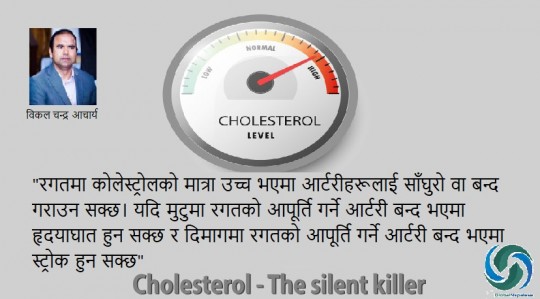 LOW
NORMAL
HIGH
CHOLESTEROL
LEVEL
विकल चन्द्र आचार्य
"रगतमा कोलेस्ट्रोलको मात्रा उच्च भएमा आर्टरीहरूलाई साँघुरो वा बन्द
गराउन सक्छ। यदि मुटुमा रगतको आपूर्ति गर्ने आर्टरी बन्द भएमा
हृदयाघात हुन सक्छ र दिमागमा रगतको आपूर्ति गर्ने आर्टरी बन्द भएमा
स्ट्रोक हुन सक्छ"
Cholesterol - The silent killer
GlobalNepalese